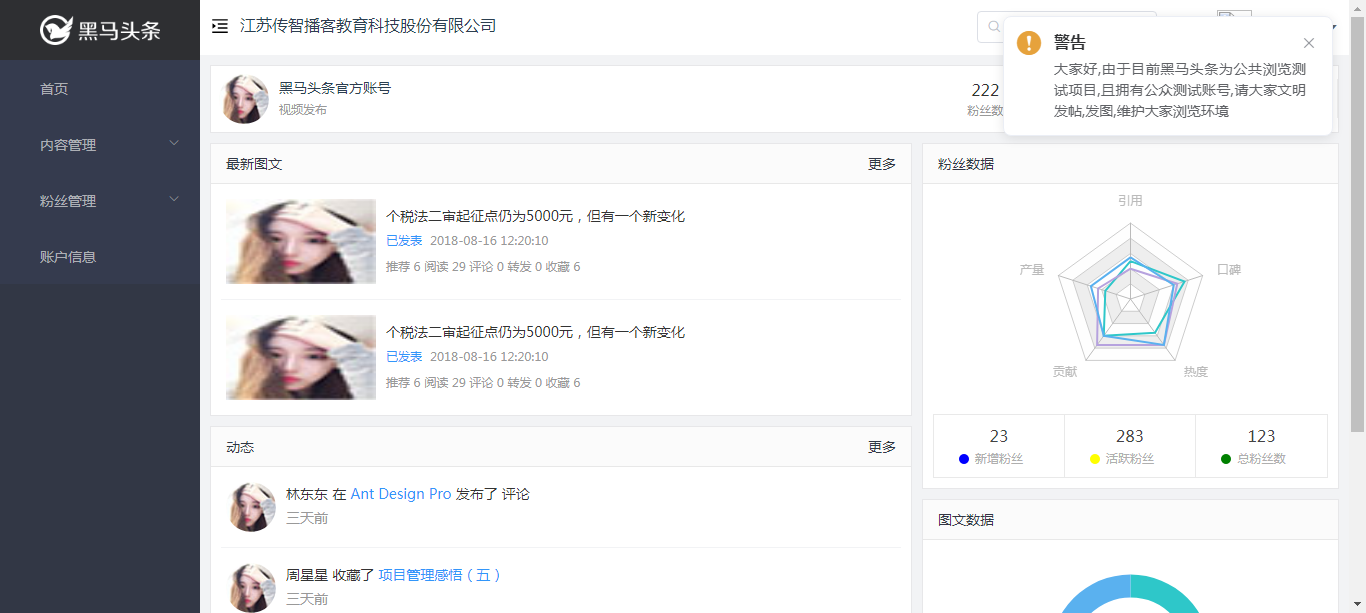 黑马头条
首页
内容管理
粉丝管理
账户信息
江苏传智播客教育科技股份有限公司
警告
大家好,由于目前黑马头条为公共浏览测
试项目,且拥有公众测试账号,请大家文明
发帖,发图,维护大家浏览环境
黑马头条官方账号
视频发布
222
粉丝数
最新图文 更多
个税法二审起征点仍为5000元，但有一个新变化
已发表 2018-08-16 12:20:10
推荐 6 阅读 29 评论 0 转发 0 收藏 6
个税法二审起征点仍为5000元，但有一个新变化
已发表 2018-08-16 12:20:10
推荐 6 阅读 29 评论 0 转发 0 收藏 6
动态 更多
林东东 在 Ant Design Pro 发布了 评论
三天前
周星星 收藏了 项目管理感悟（五）
三天前
粉丝数据
引用
产量 口碑
贡献 热度
23 283 123
新增粉丝 活跃粉丝 总粉丝数
图文数据